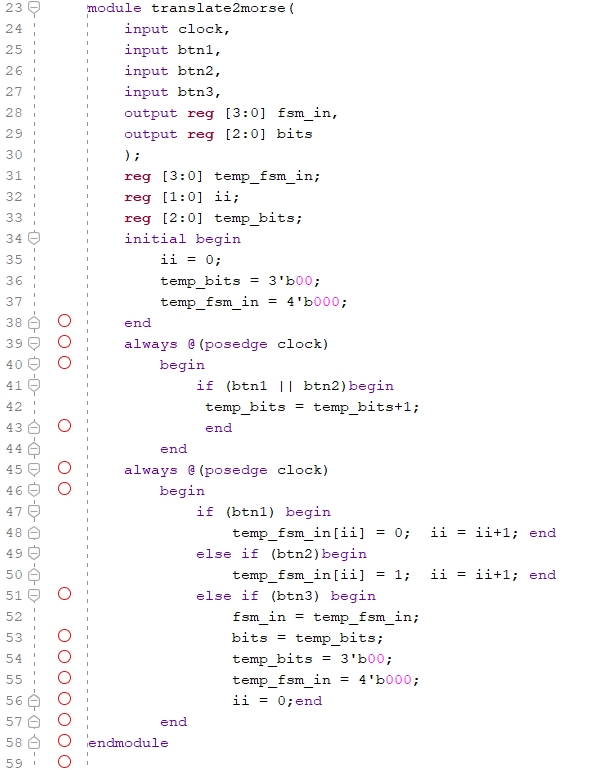 23 module translate2morse(
24 input clock,
25 input btn1,
26 input btn2,
27 input btn3,
28 output reg [3:0] fsm_in,
29 output reg [2:0] bits
30 );
31 reg [3:0] temp_fsm_in;
32 reg [1:0] ii;
33 reg [2:0] temp_bits;
34 initial begin
35 ii = 0;
36 temp_bits = 3'b00;
37 temp_fsm_in = 4'b000;
38 end
39 always @(posedge clock)
40 begin
41 if (btn1 || btn2)begin
42 temp_bits = temp_bits+1;
43 end
44 end
45 always @(posedge clock)
46 begin
47 if (btn1) begin
48 temp_fsm_in[ii] = 0; ii = ii+1; end
49 else if (btn2)begin
50 temp_fsm_in[ii] = 1; ii = ii+1; end
51 else if (btn3) begin
52 fsm_in = temp_fsm_in;
53 bits = temp_bits;
54 temp_bits = 3'b00;
55 temp_fsm_in = 4'b000;
56 ii = 0;end
57 end
58 endmodule
59